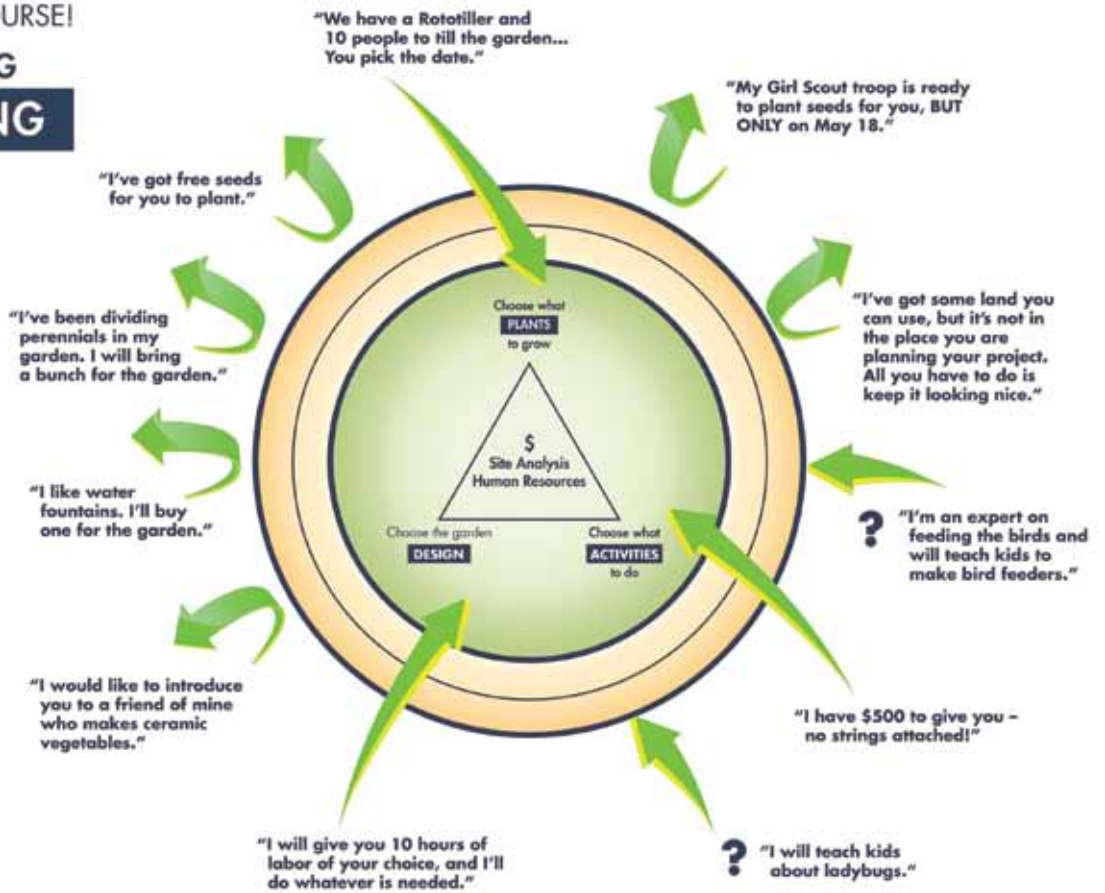 OURSE!
G
NG
“We have a Rototiller and
10 people to till the garden...
You pick the date.”
“My Girl Scout troop is ready
to plant seeds for you, BUT
ONLY on May 18.”
“I’ve got free seeds
for you to plant.”
“I’ve been dividing
perennials in my
garden. I will bring
a bunch for the garden.”
“I’ve got some land you
can use, but it’s not in
the place you are
planning your project.
All you have to do is
keep it looking nice.”
Choose what
PLANTS
to grow
$
Site Analysis
Human Resources
Choose the garden
DESIGN
Choose what
ACTIVITIES
to do
“I like water
fountains. I’ll buy
one for the garden.”
? “I’m an expert on
feeding the birds and
will teach kids to
make bird feeders.”
“I would like to introduce
you to a friend of mine
who makes ceramic
vegetables.”
“I have $500 to give you –
no strings attached!”
“I will give you 10 hours of
labor of your choice, and I’ll
do whatever is needed.”
? “I will teach kids
about ladybugs.”